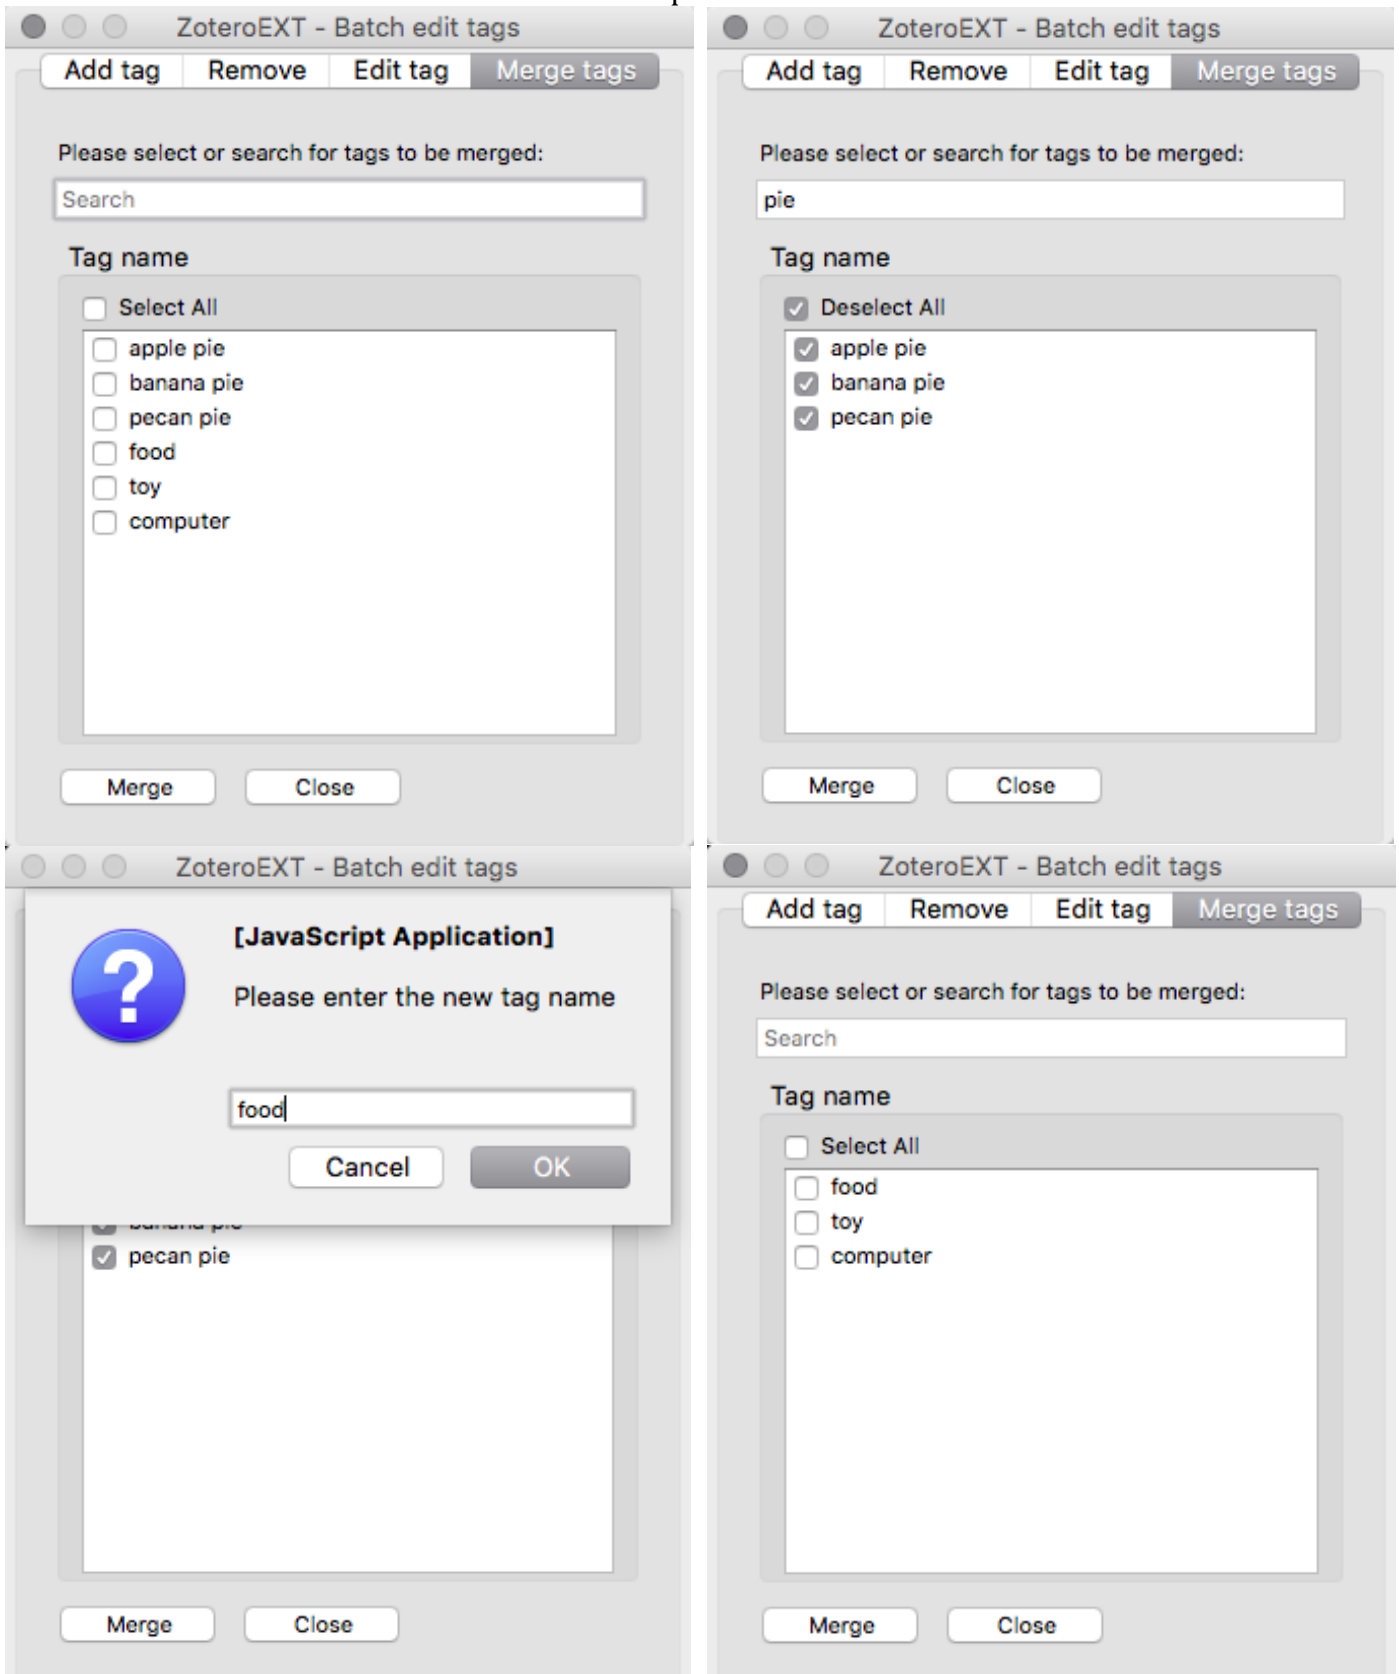 ZoteroEXT - Batch edit tags
Add tag Remove Edit tag Merge tags
Please select or search for tags to be merged:
Search
Tag name
Select All
apple pie
banana pie
pecan pie
food
toy
computer
Merge Close
ZoteroEXT - Batch edit tags
Add tag Remove Edit tag Merge tags
Please select or search for tags to be merged:
pie
Tag name
Deselect All
apple pie
banana pie
pecan pie
Merge Close
ZoteroEXT - Batch edit tags
[JavaScript Application]
Please enter the new tag name
food
Cancel OK
banana pie
pecan pie
Merge Close
ZoteroEXT - Batch edit tags
Add tag Remove Edit tag Merge tags
Please select or search for tags to be merged:
Search
Tag name
Select All
food
toy
computer
Merge Close